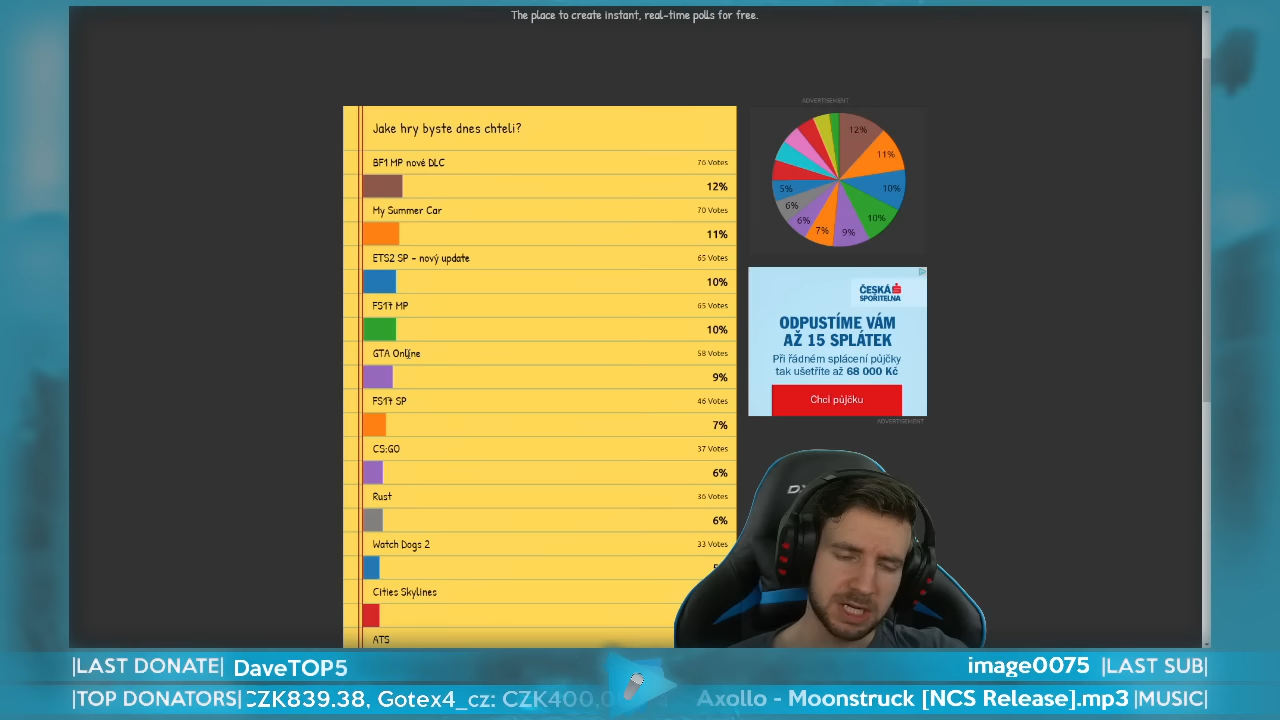 The place to create instant, real-time polls for free.
Jake hry byste dnes chteli?
BF1 MP nové DLC
76 Votes
12%
My Summer Car
70 Votes
11%
ETS2 SP - nový update
65 Votes
10%
FS17 MP
65 Votes
10%
GTA Online
58 Votes
9%
FS17 SP
46 Votes
7%
CS:GO
37 Votes
6%
Rust
36 Votes
6%
Watch Dogs 2
33 Votes
Cities Skylines
ATS
ADVERTISEMENT
12%
11%
10%
10%
9%
7%
6%
6%
5%
ČESKÁ
SPOŘITELNA
ODPUSTÍME VÁM
AŽ 15 SPLÁTEK
Při řádném splácení půjčky
tak ušetříte až 68 000 Kč
Chci půjčku
ADVERTISEMENT
|LAST DONATE| DaveTOP5
image0075 |LAST SUB|
|TOP DONATORS| CZK839.38, Gotex4_cz: CZK400,0
Axollo - Moonstruck [NCS Release].mp3 |MUSIC|